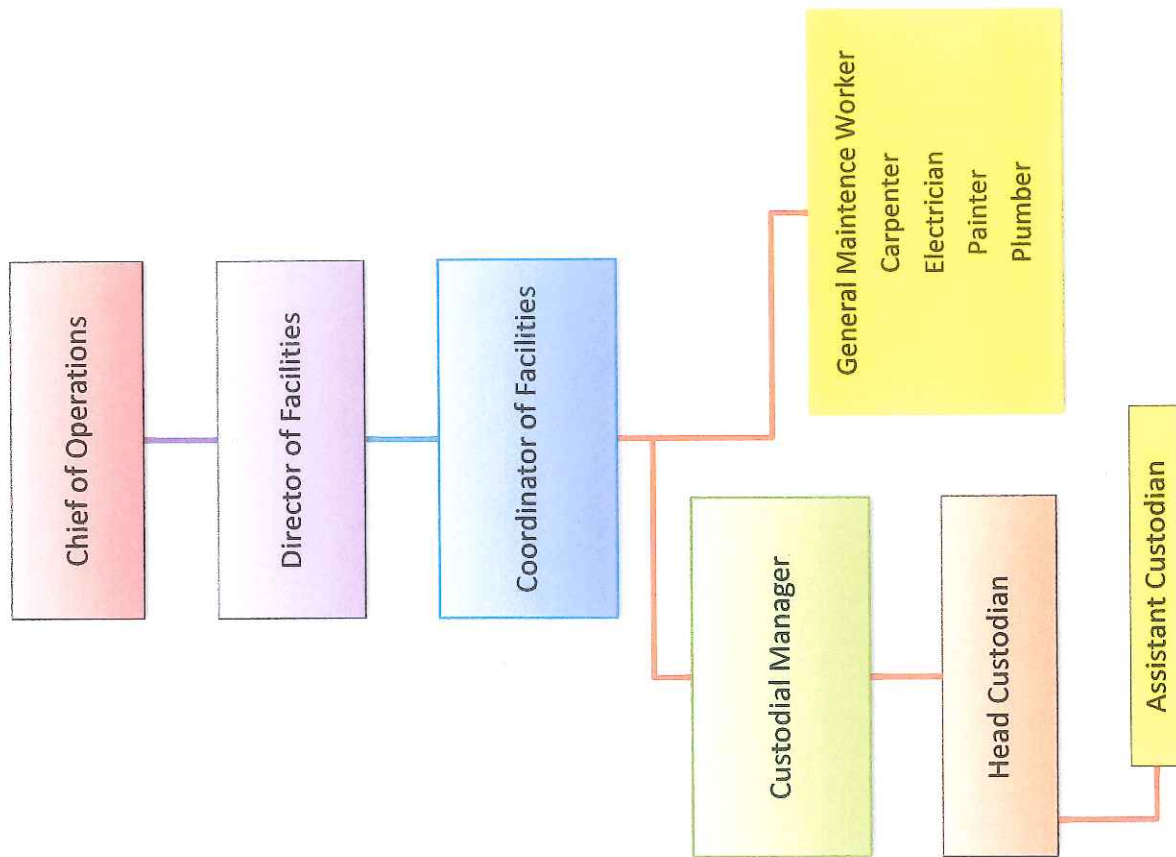 Chief of Operations
Director of Facilities
Coordinator of Facilities
Custodial Manager
Head Custodian
Assistant Custodian
General Maintence Worker
Carpenter
Electrician
Painter
Plumber